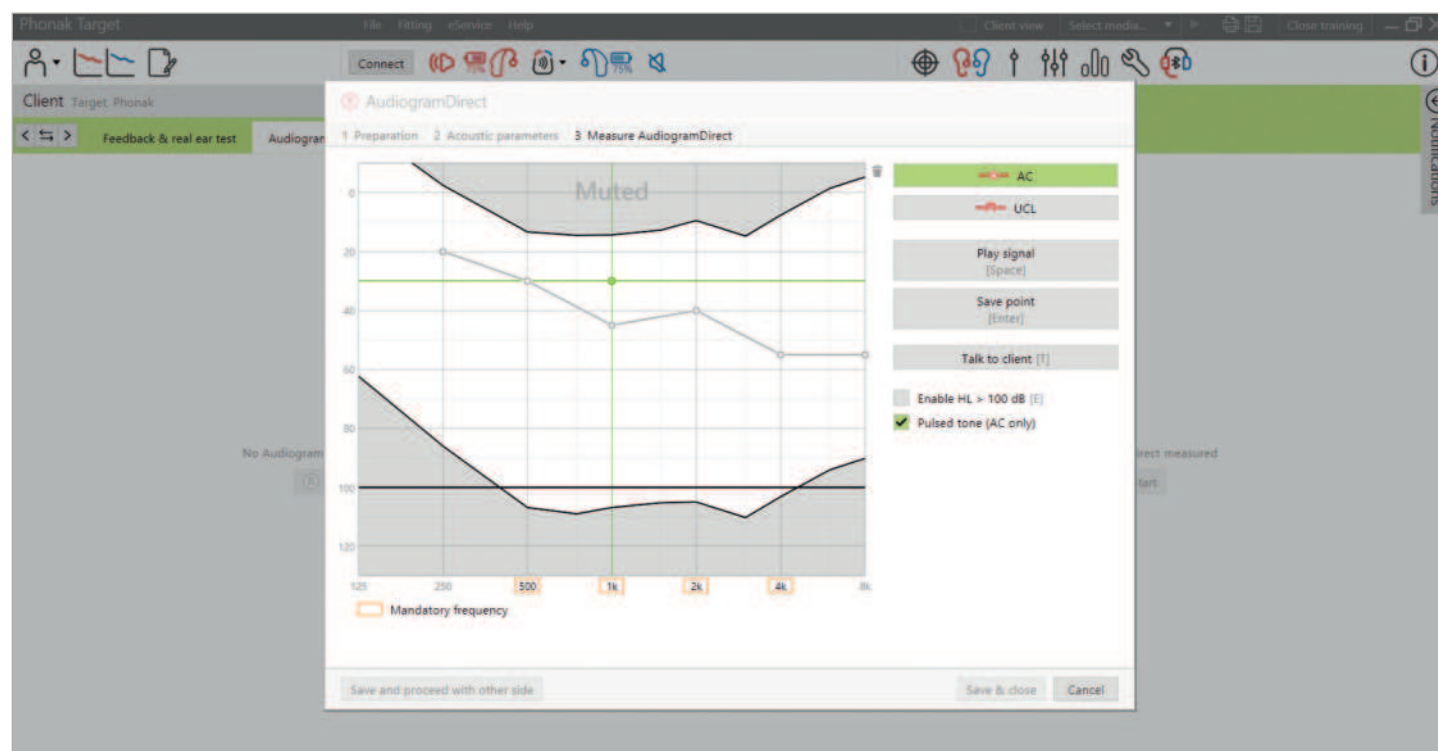 Phonak Target File Fitting eService Help Client view Select media... Close training
Connect 75% 75%
Client Target Phonak
Feedback & real ear test Audiogram
Notifications
AudiogramDirect
1 Preparation 2 Acoustic parameters 3 Measure AudiogramDirect
Muted
0
20
40
60
80
100
120
125 250 500 1k 2k 4k 8k
Mandatory frequency
AC
UCL
Play signal
[Space]
Save point
[Enter]
Talk to client [T]
Enable HL > 100 dB [E]
Pulsed tone (AC only)
No Audiogram
rect measured
tart
Save and proceed with other side Save & close Cancel